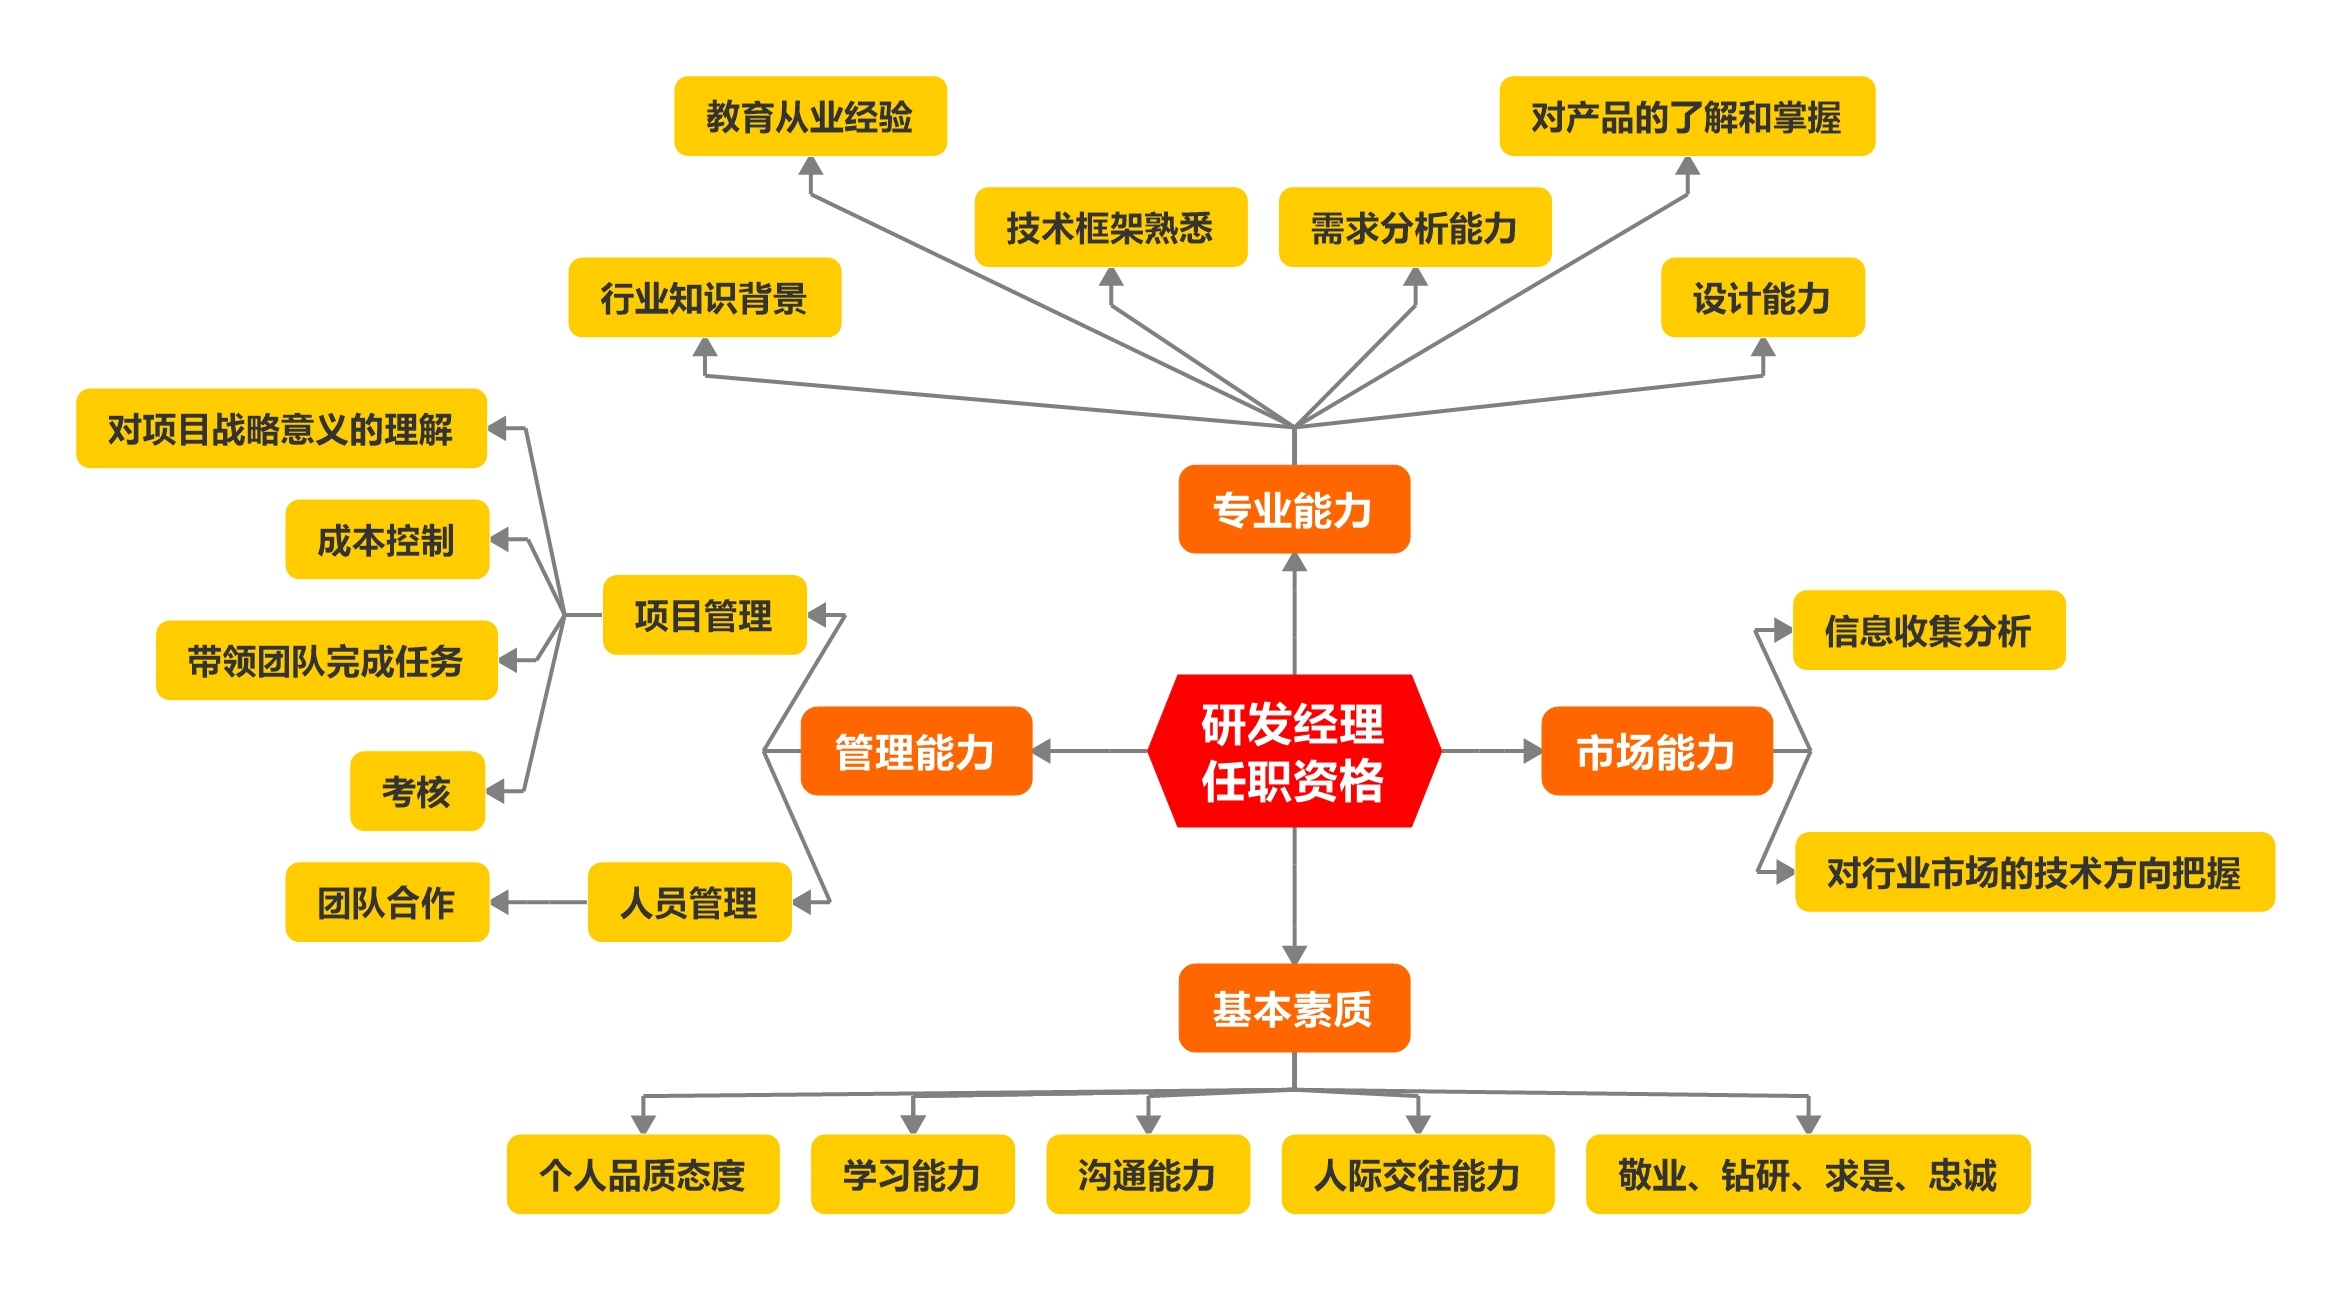 教育从业经验
对产品的了解和掌握
技术框架熟悉
需求分析能力
行业知识背景
设计能力
对项目战略意义的理解
专业能力
成本控制
项目管理
信息收集分析
带领团队完成任务
研发经理
任职资格
管理能力
市场能力
考核
对行业市场的技术方向把握
团队合作
人员管理
基本素质
个人品质态度
学习能力
沟通能力
人际交往能力
敬业、钻研、求是、忠诚